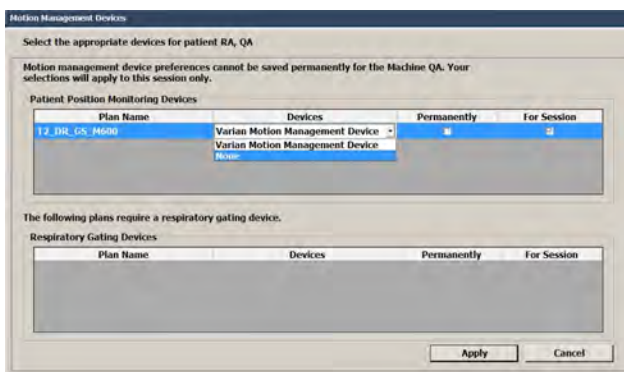 Motion Management Devices
Select the appropriate devices for patient RA, QA
Motion management device preferences cannot be saved permanently for the Machine QA. Your
selections will apply to this session only.
Patient Position Monitoring Devices
Plan Name Devices Permanently For Session
T2_DR_GS_M600 Varian Motion Management Device
Varian Motion Management Device
None
The following plans require a respiratory gating device.
Respiratory Gating Devices
Plan Name Devices Permanently For Session
Apply Cancel